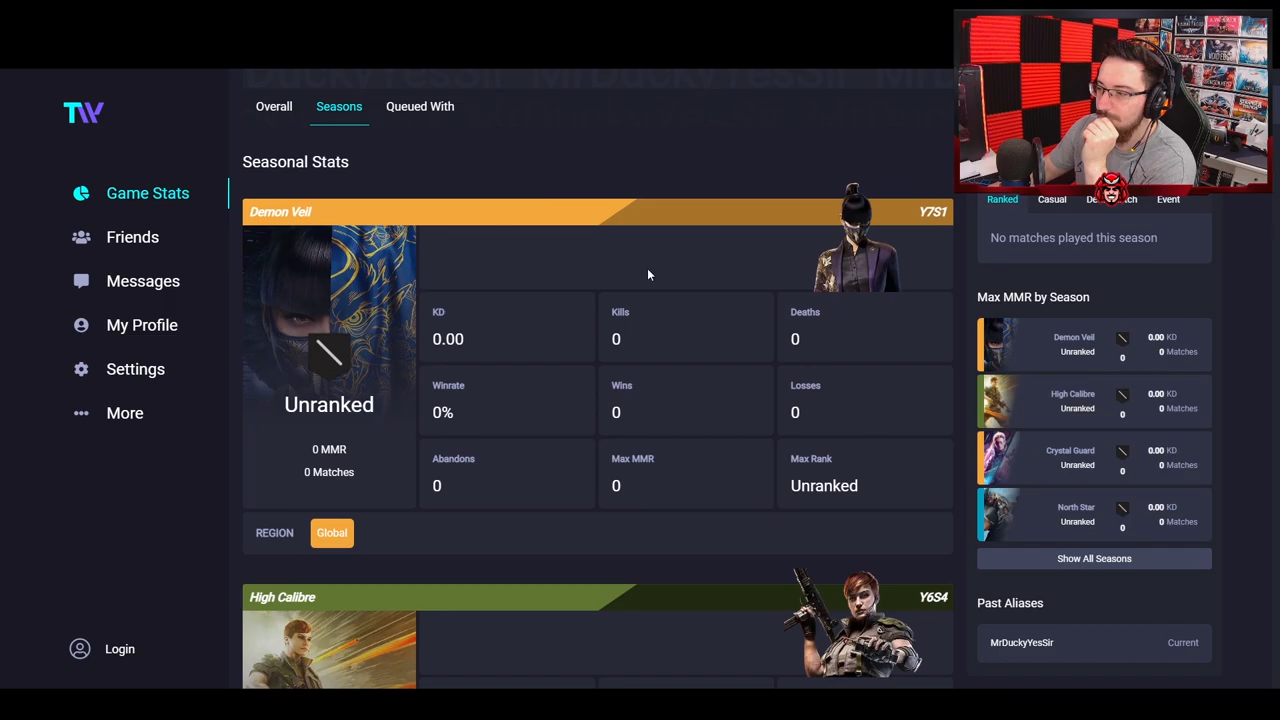 TW
Game Stats
Friends
Messages
My Profile
Settings
More
Login
Overall Seasons Queued With
Seasonal Stats
Demon Veil Y7S1
Unranked
0 MMR
0 Matches
KD Kills Deaths
0.00 0 0
Winrate Wins Losses
0% 0 0
Abandons Max MMR Max Rank
0 0 Unranked
REGION Global
High Calibre Y6S4
Ranked Casual Event
No matches played this season
Max MMR by Season
Demon Veil 0.00 KD
Unranked 0 0 Matches
High Calibre 0.00 KD
Unranked 0 0 Matches
Crystal Guard 0.00 KD
Unranked 0 0 Matches
North Star 0.00 KD
Unranked 0 0 Matches
Show All Seasons
Past Aliases
MrDuckyYesSir Current